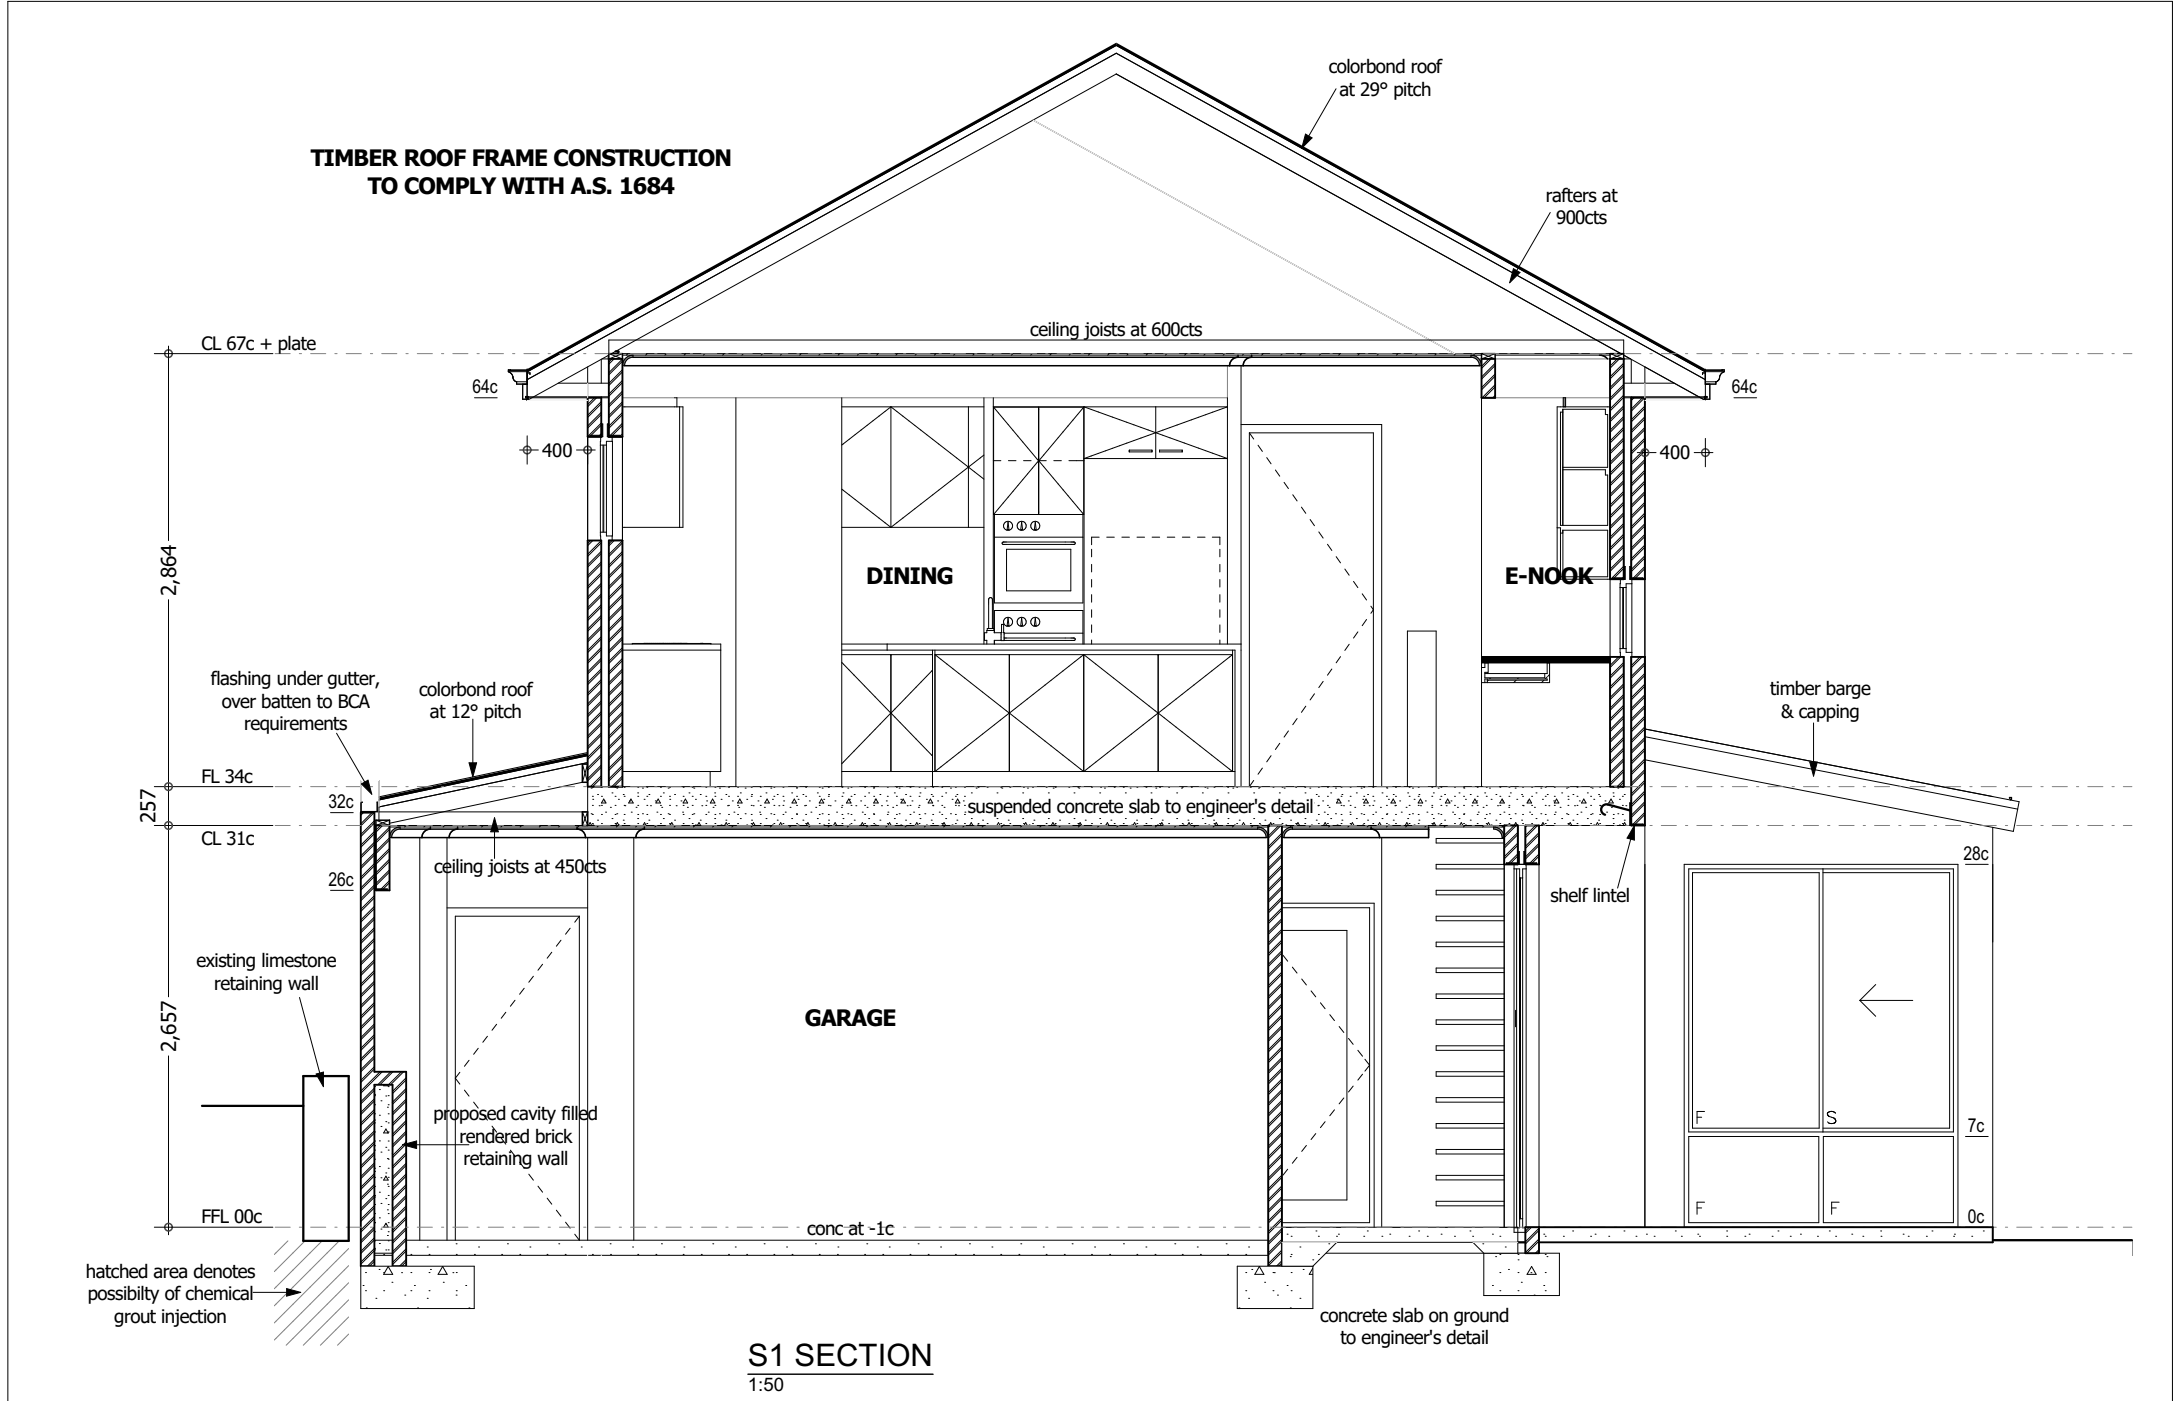 colorbond roof
at 29° pitch
TIMBER ROOF FRAME CONSTRUCTION
TO COMPLY WITH A.S. 1684
rafters at
900cts
ceiling joists at 600cts
CL 67c + plate
64c
64c
400
400
2,864
DINING
E-NOOK
flashing under gutter,
over batten to BCA
requirements
colorbond roof
at 12° pitch
timber barge
& capping
FL 34c
32c
257
suspended concrete slab to engineer's detail
CL 31c
ceiling joists at 450cts
26c
28c
shelf lintel
existing limestone
retaining wall
2,657
GARAGE
proposed cavity filled
rendered brick
retaining wall
F
S
7c
F
F
FFL 00c
0c
conc at -1c
hatched area denotes
possibilty of chemical
grout injection
concrete slab on ground
to engineer's detail
S1 SECTION
1:50